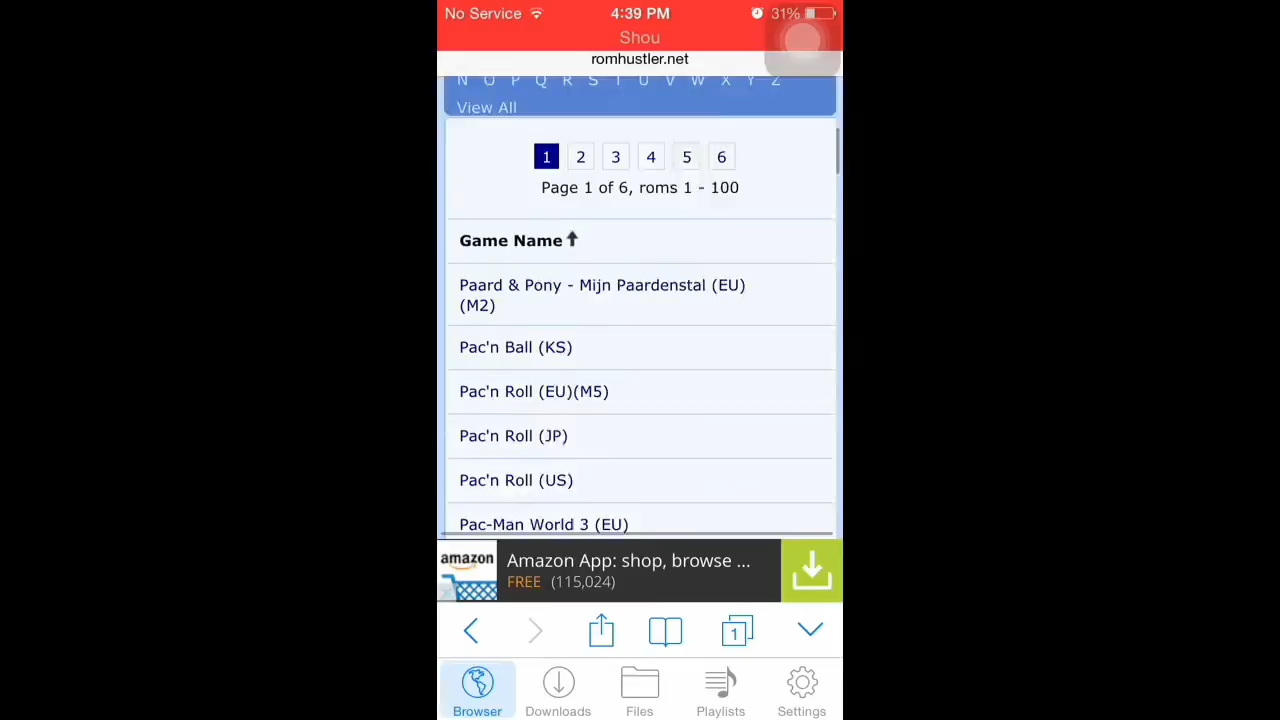 No Service 4:39 PM 31%
Shou
romhustler.net
N O P Q R S T U V W X Y Z
View All
1 2 3 4 5 6
Page 1 of 6, roms 1 - 100
Game Name
Paard & Pony - Mijn Paardenstal (EU)
(M2)
Pac'n Ball (KS)
Pac'n Roll (EU)(M5)
Pac'n Roll (JP)
Pac'n Roll (US)
Pac-Man World 3 (EU)
amazon
Amazon App: shop, browse ...
FREE (115,024)
1
Browser Downloads Files Playlists Settings